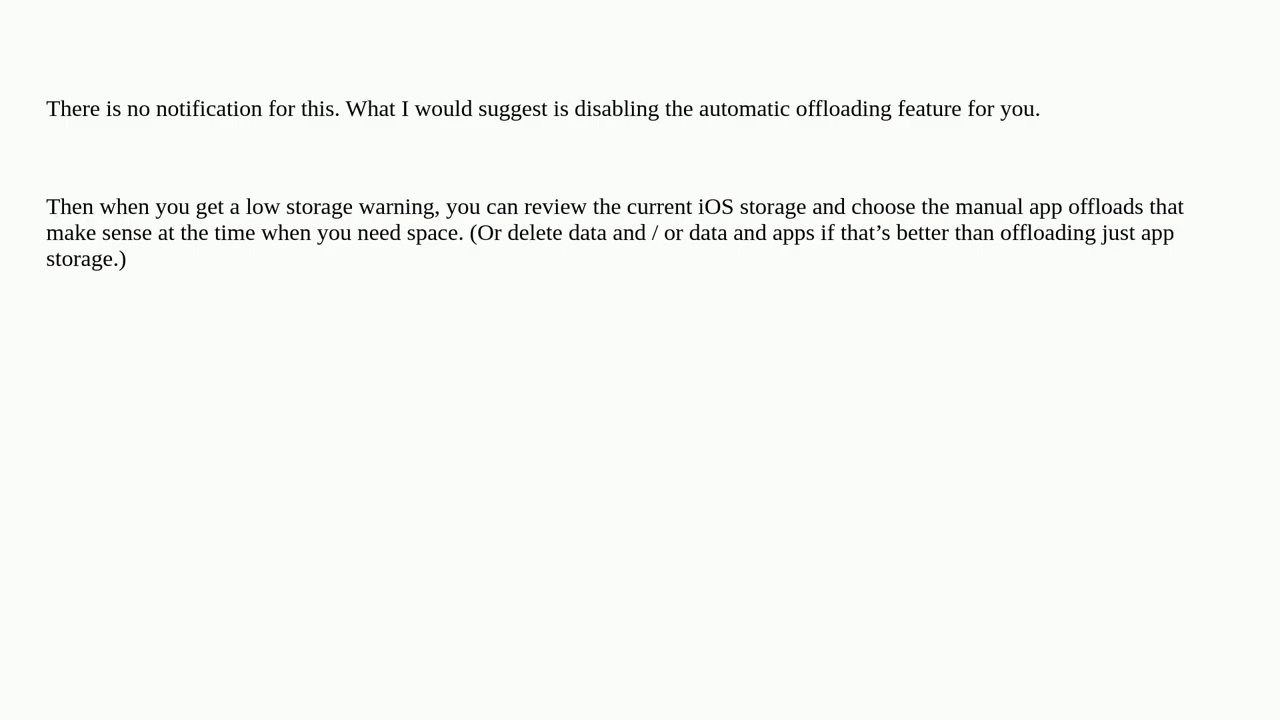 There is no notification for this. What I would suggest is disabling the automatic offloading feature for you.
Then when you get a low storage warning, you can review the current iOS storage and choose the manual app offloads that
make sense at the time when you need space. (Or delete data and / or data and apps if that’s better than offloading just app
storage.)